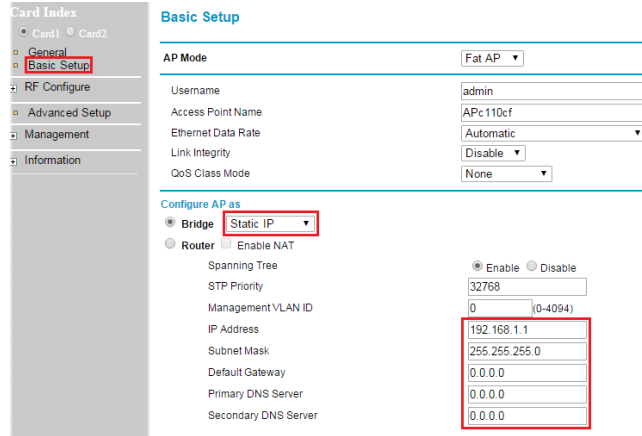 Card Index
Card1 Card2
General
Basic Setup
RF Configure
Advanced Setup
Management
Information
Basic Setup
AP Mode Fat AP
Username admin
Access Point Name APc110cf
Ethernet Data Rate Automatic
Link Integrity Disable
QoS Class Mode None
Configure AP as
Bridge Static IP
Router Enable NAT
Spanning Tree Enable Disable
STP Priority 32768
Management VLAN ID 0 (0-4094)
IP Address 192.168.1.1
Subnet Mask 255.255.255.0
Default Gateway 0.0.0.0
Primary DNS Server 0.0.0.0
Secondary DNS Server 0.0.0.0